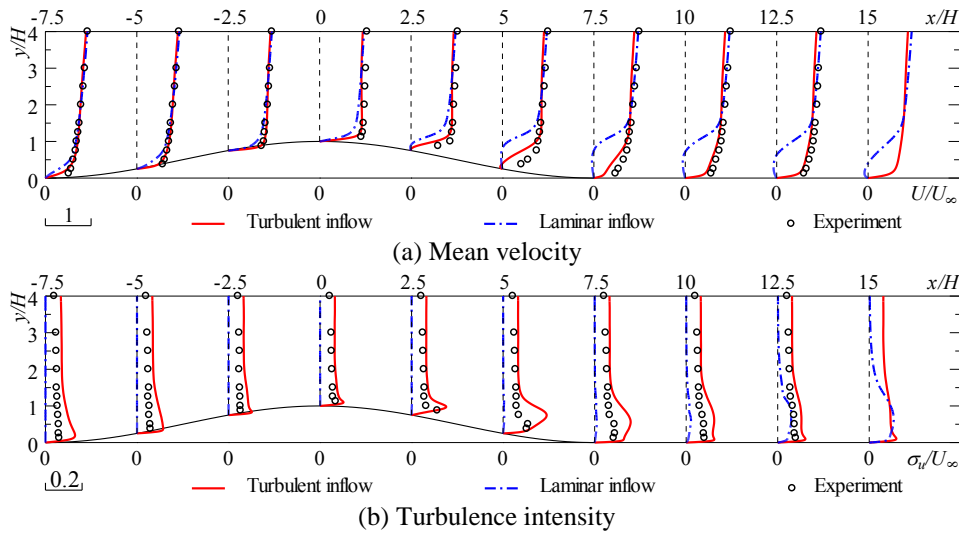 -7.5 -5 -2.5 0 2.5 5 7.5 10 12.5 15 x/H
y/H
4
3
2
1
0
0 0 0 0 0 0 0 0 0 U/U∞
1
Turbulent inflow Laminar inflow Experiment
(a) Mean velocity
-7.5 -5 -2.5 0 2.5 5 7.5 10 12.5 15 x/H
y/H
4
3
2
1
0
0 0 0 0 0 0 0 0 0 0 σu/U∞
0.2
Turbulent inflow Laminar inflow Experiment
(b) Turbulence intensity